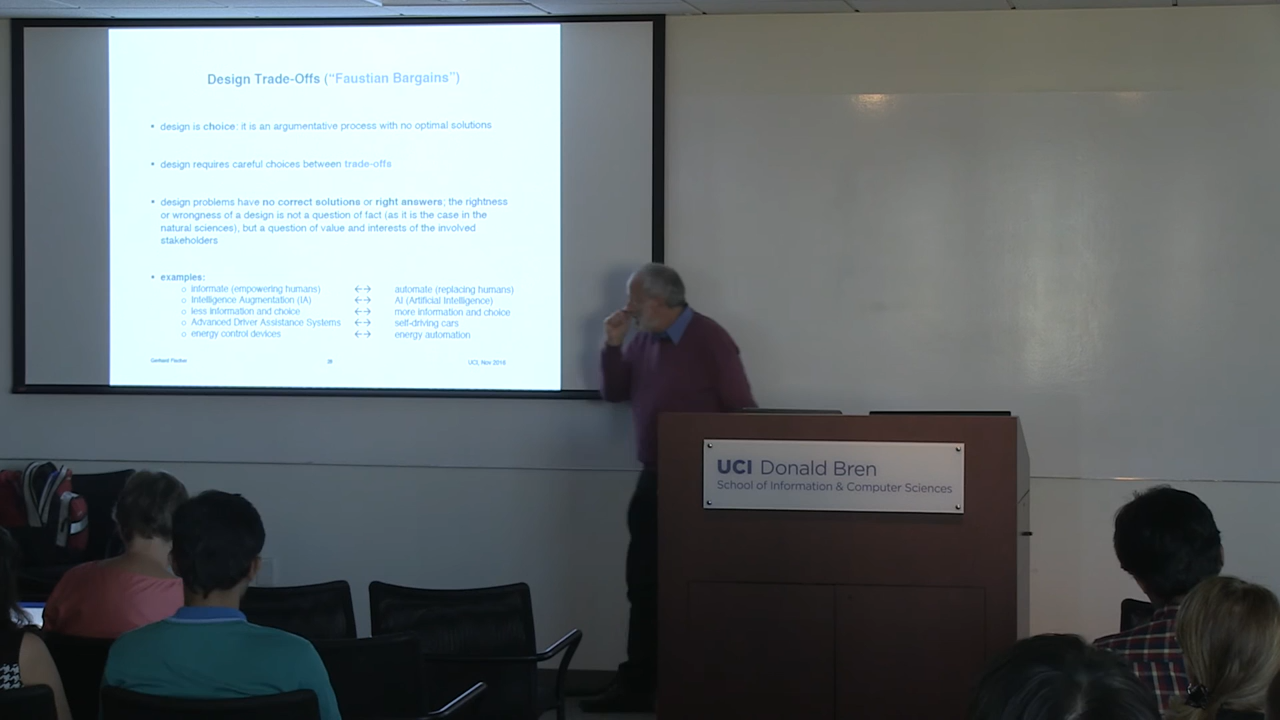 Design Trade-Offs (“Faustian Bargains”)
• design is choice: it is an argumentative process with no optimal solutions
• design requires careful choices between trade-offs
• design problems have no correct solutions or right answers; the rightness
or wrongness of a design is not a question of fact (as it is the case in the
natural sciences), but a question of value and interests of the involved
stakeholders
• examples:
o informate (empowering humans) ←→ automate (replacing humans)
o Intelligence Augmentation (IA) ←→ AI (Artificial Intelligence)
o less information and choice ←→ more information and choice
o Advanced Driver Assistance Systems ←→ self-driving cars
o energy control devices ←→ energy automation
Gerhard Fischer UCI, Nov 2016
UCI Donald Bren
School of Information & Computer Sciences